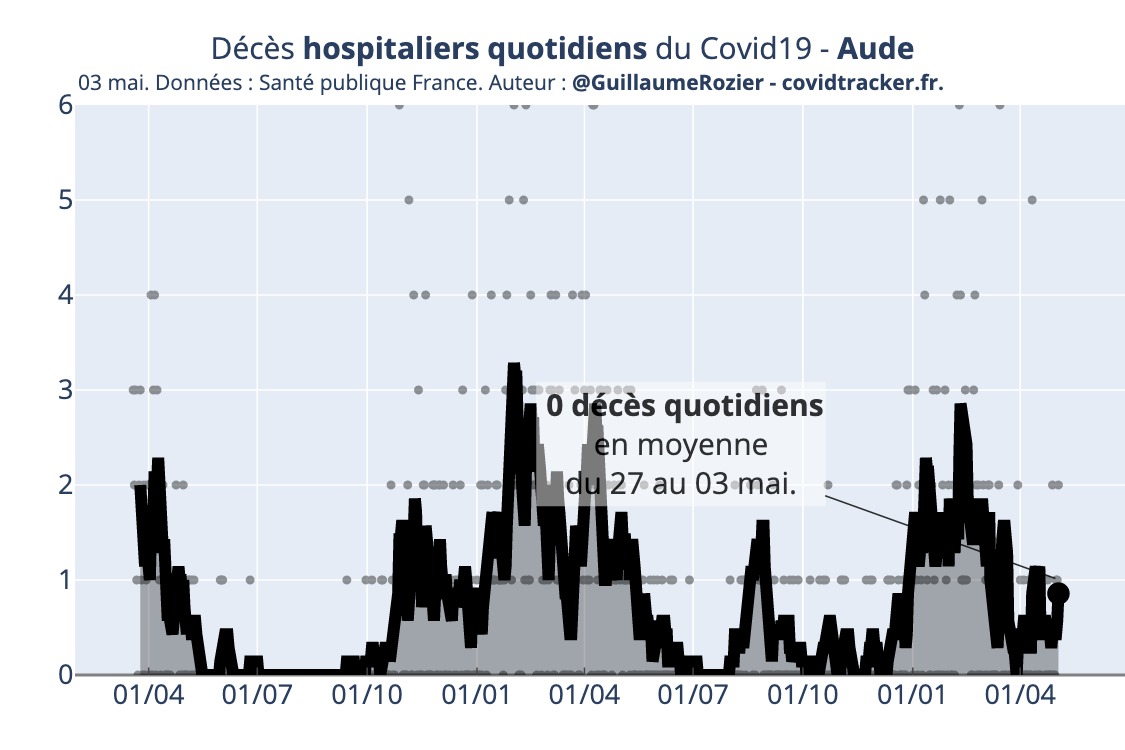 Décès hospitaliers quotidiens du Covid19 - Aude
03 mai. Données : Santé publique France. Auteur : @GuillaumeRozier - covidtracker.fr.
6
5
4
3
2
1
0
0 décès quotidiens
en moyenne
du 27 au 03 mai.
01/04 01/07 01/10 01/01 01/04 01/07 01/10 01/01 01/04